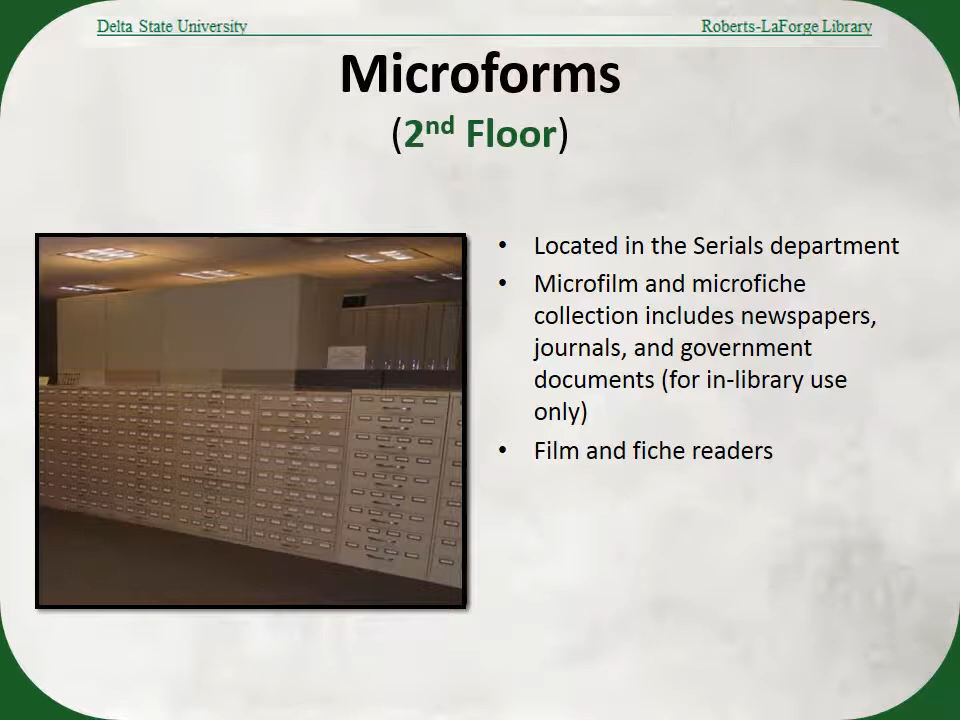 Delta State University
Roberts-LaForge Library
Microforms
(2nd Floor)
• Located in the Serials department
• Microfilm and microfiche
collection includes newspapers,
journals, and government
documents (for in-library use
only)
• Film and fiche readers